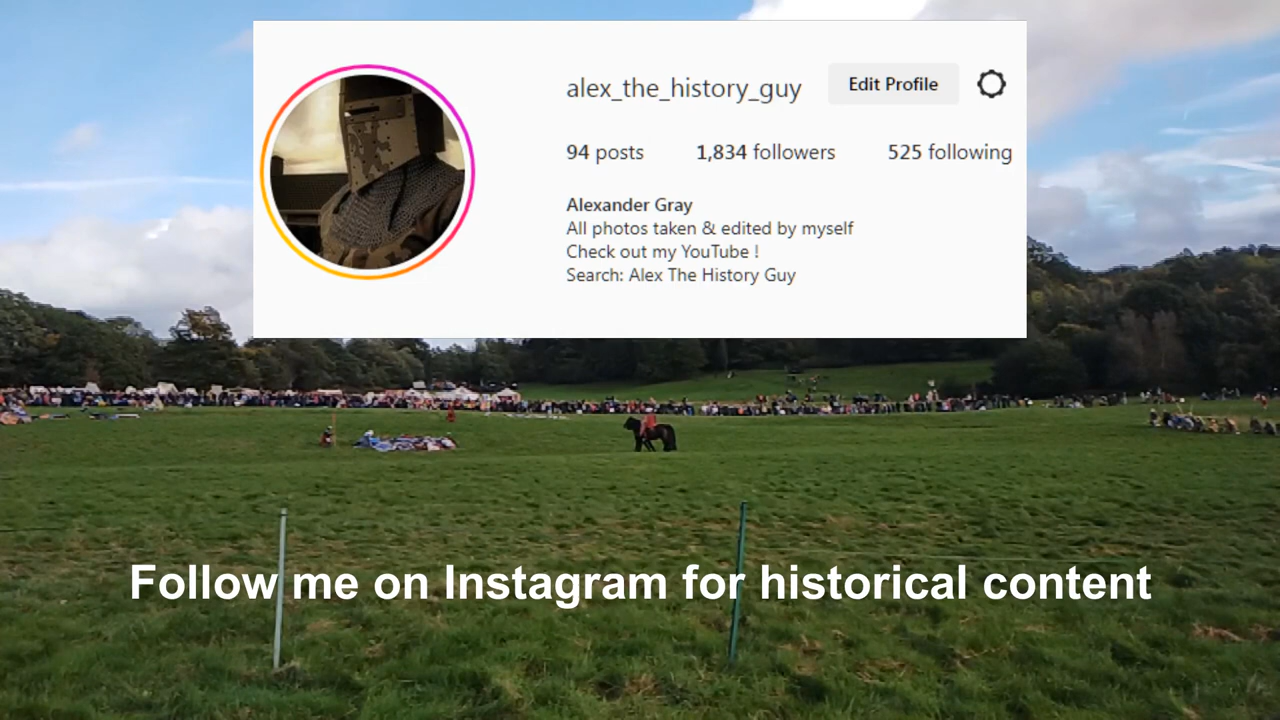 alex_the_history_guy Edit Profile
94 posts 1,834 followers 525 following
Alexander Gray
All photos taken & edited by myself
Check out my YouTube !
Search: Alex The History Guy
Follow me on Instagram for historical content